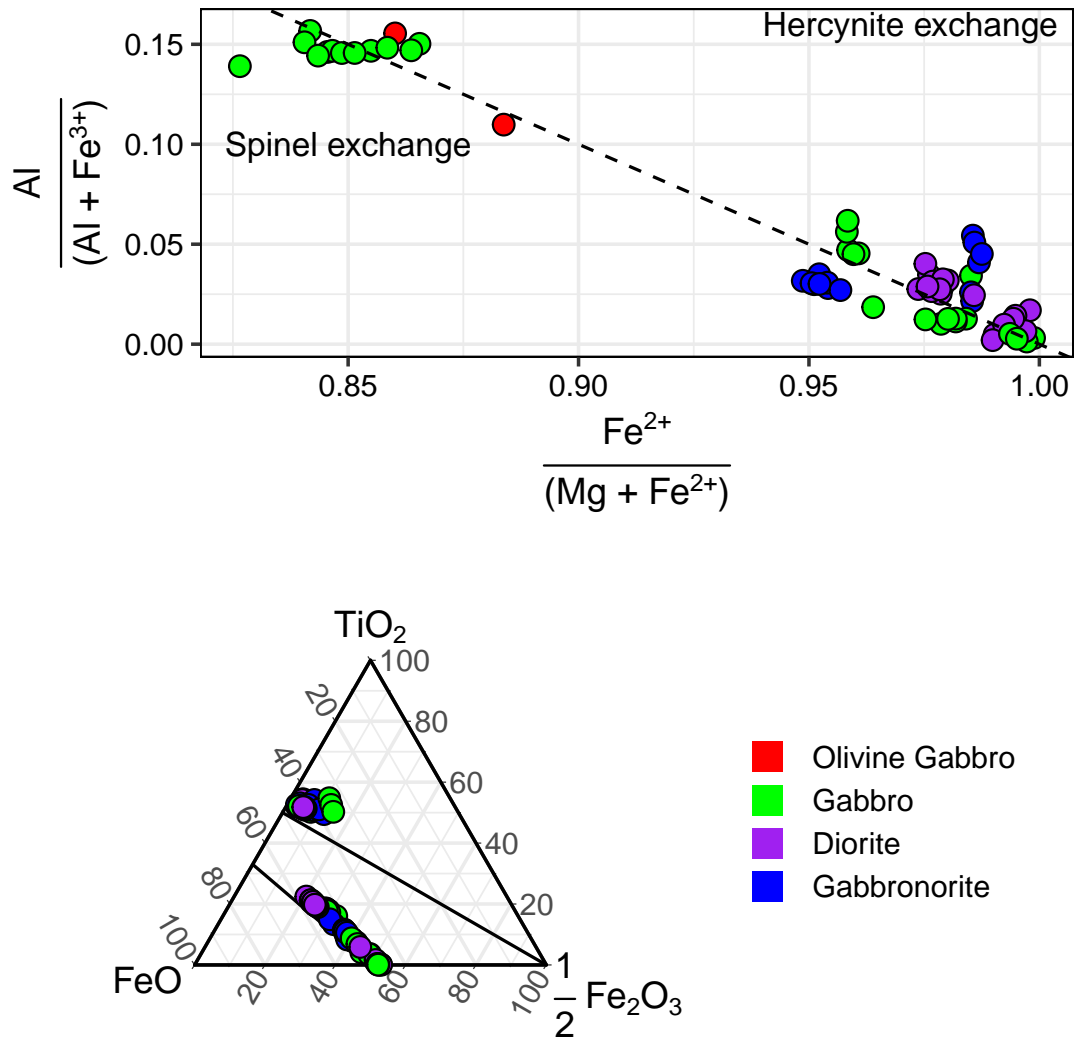 Hercynite exchange
0.15
Al
(Al + Fe³⁺)
Spinel exchange
0.10
0.05
0.00
0.85 0.90 0.95 1.00
Fe²⁺
(Mg + Fe²⁺)
TiO₂
100
20
80
40
60
60
40
80
20
100
FeO
20 40 60 80 100
1
2
Fe₂O₃
Olivine Gabbro
Gabbro
Diorite
Gabbronorite